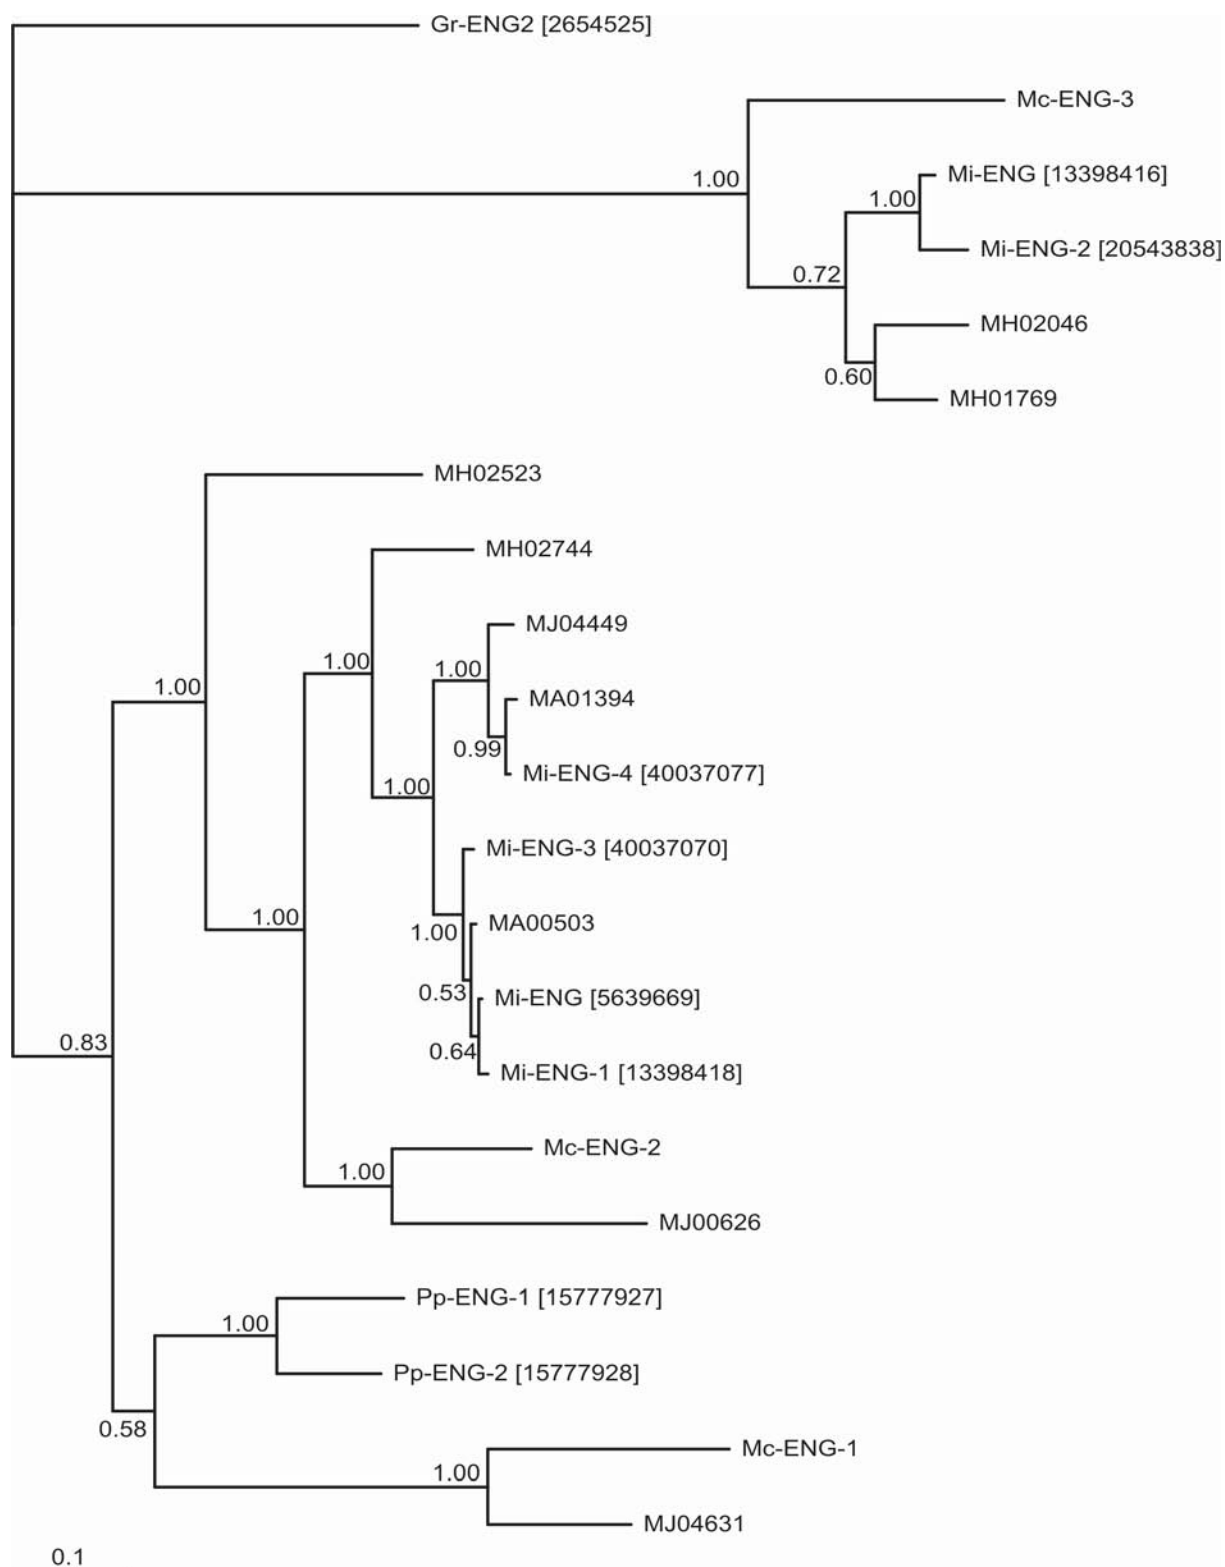 Gr-ENG2 [2654525]
Mc-ENG-3
1.00
Mi-ENG [13398416]
1.00
Mi-ENG-2 [20543838]
0.72
MH02046
0.60
MH01769
MH02523
MH02744
MJ04449
1.00
1.00
1.00
MA01394
0.99
Mi-ENG-4 [40037077]
1.00
Mi-ENG-3 [40037070]
1.00
MA00503
1.00
0.53
Mi-ENG [5639669]
0.83
0.64
Mi-ENG-1 [13398418]
Mc-ENG-2
1.00
MJ00626
Pp-ENG-1 [15777927]
1.00
Pp-ENG-2 [15777928]
0.58
Mc-ENG-1
1.00
MJ04631
0.1